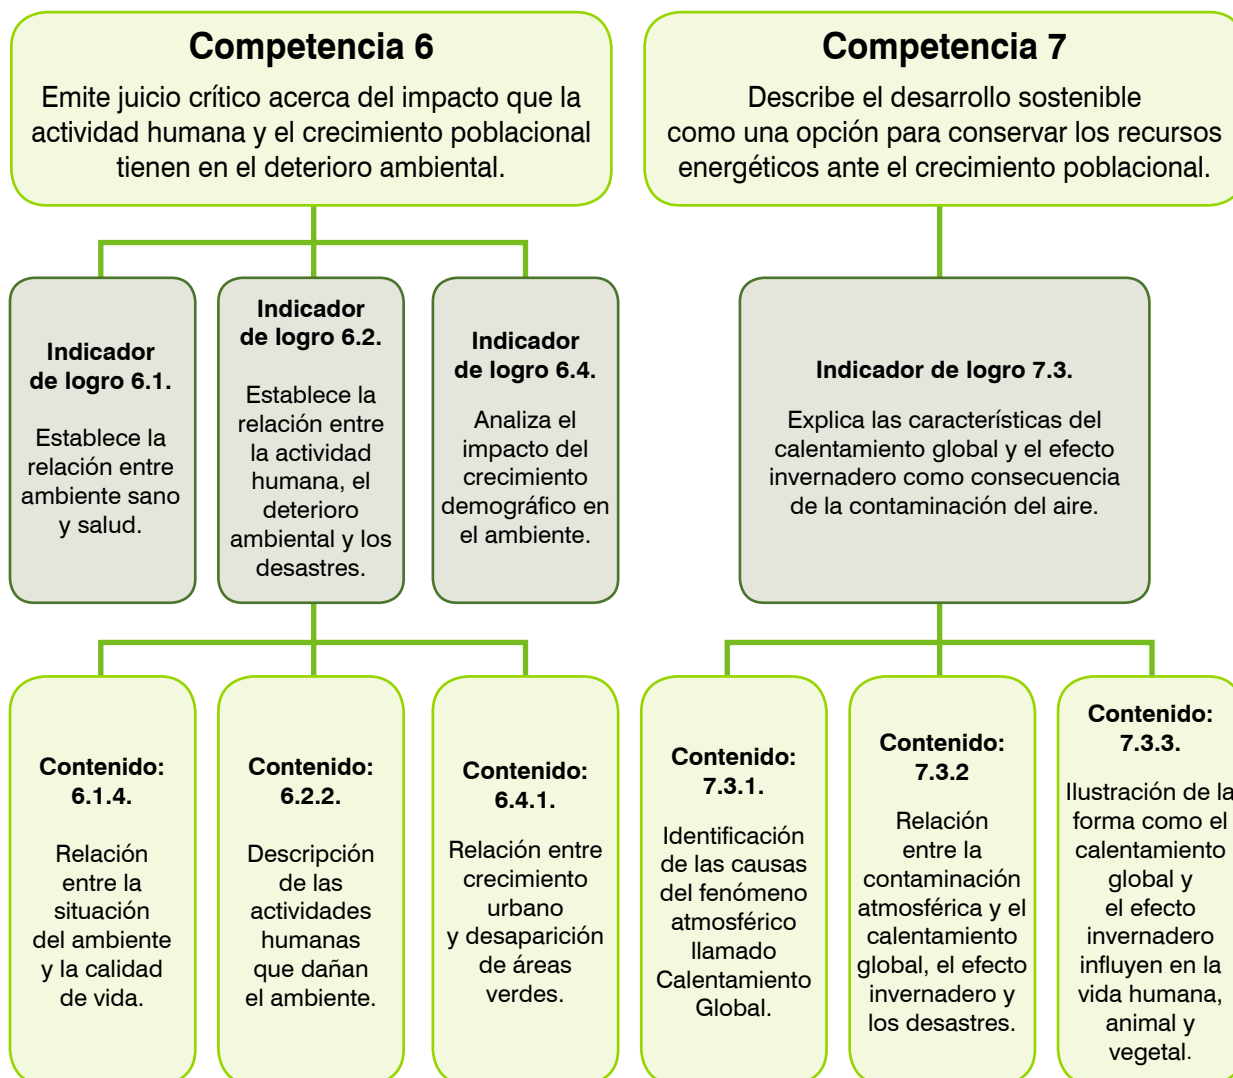 Competencia 6
Emite juicio crítico acerca del impacto que la
actividad humana y el crecimiento poblacional
tienen en el deterioro ambiental.
Competencia 7
Describe el desarrollo sostenible
como una opción para conservar los recursos
energéticos ante el crecimiento poblacional.
Indicador
de logro 6.1.
Establece la
relación entre
ambiente sano
y salud.
Indicador
de logro 6.2.
Establece la
relación entre
la actividad
humana, el
deterioro
ambiental y los
desastres.
Indicador
de logro 6.4.
Analiza el
impacto del
crecimiento
demográfico en
el ambiente.
Indicador de logro 7.3.
Explica las características del
calentamiento global y el efecto
invernadero como consecuencia
de la contaminación del aire.
Contenido:
6.1.4.
Relación
entre la
situación
del ambiente
y la calidad
de vida.
Contenido:
6.2.2.
Descripción
de las
actividades
humanas
que dañan
el ambiente.
Contenido:
6.4.1.
Relación entre
crecimiento
urbano
y desaparición
de áreas
verdes.
Contenido:
7.3.1.
Identificación
de las causas
del fenómeno
atmosférico
llamado
Calentamiento
Global.
Contenido:
7.3.2
Relación
entre la
contaminación
atmosférica y el
calentamiento
global, el efecto
invernadero y
los desastres.
Contenido:
7.3.3.
Ilustración de la
forma como el
calentamiento
global y
el efecto
invernadero
influyen en la
vida humana,
animal y
vegetal.